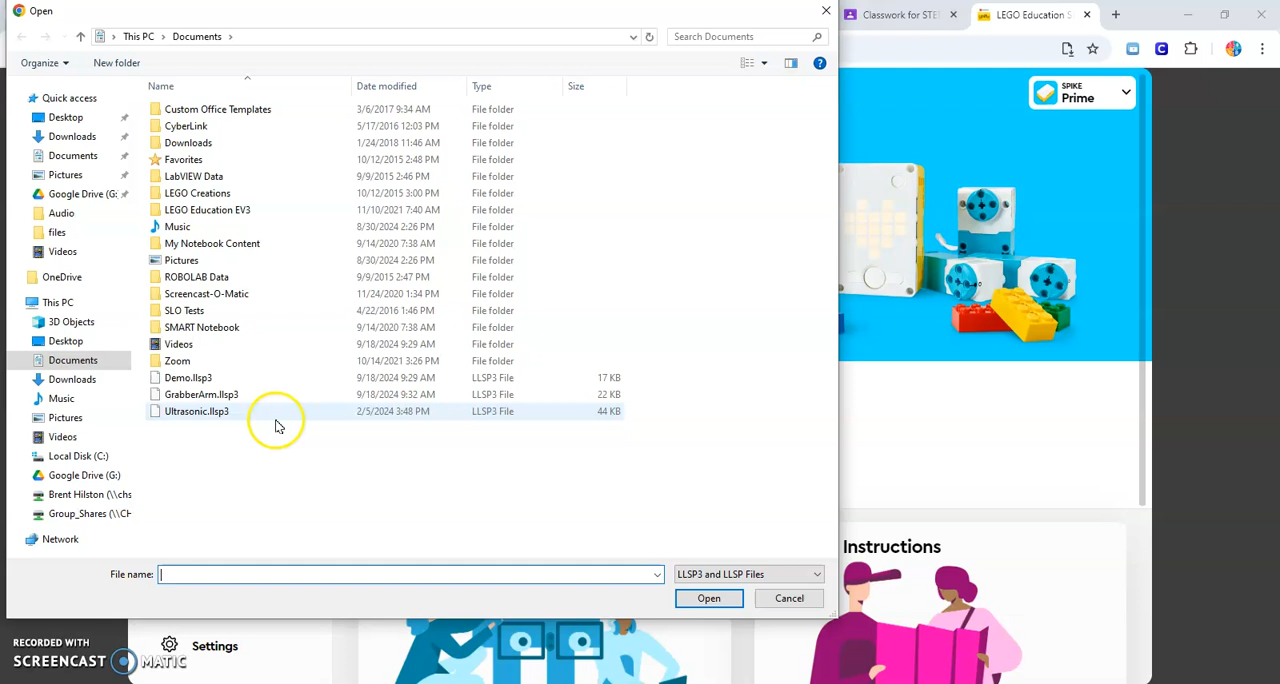 Open
Classwork for STE
LEGO Education S
This PC > Documents >
Search Documents
Organize
New folder
Name
Date modified
Type
Size
SPIKE
Prime
Quick access
Desktop
Downloads
Documents
Pictures
Google Drive (G:
Audio
files
Videos
OneDrive
This PC
3D Objects
Desktop
Documents
Downloads
Music
Pictures
Videos
Local Disk (C:)
Google Drive (G:)
Brent Hilston (\\chs
Group_Shares (\\CH
Network
Custom Office Templates 3/6/2017 9:34 AM File folder
CyberLink 5/17/2016 12:03 PM File folder
Downloads 1/24/2018 11:46 AM File folder
Favorites 10/12/2015 2:48 PM File folder
LabVIEW Data 9/9/2015 2:46 PM File folder
LEGO Creations 10/12/2015 3:00 PM File folder
LEGO Education EV3 11/10/2021 7:40 AM File folder
Music 8/30/2024 2:26 PM File folder
My Notebook Content 9/14/2020 7:38 AM File folder
Pictures 8/30/2024 2:26 PM File folder
ROBOLAB Data 9/9/2015 2:47 PM File folder
Screencast-O-Matic 11/24/2020 1:34 PM File folder
SLO Tests 4/22/2016 1:46 PM File folder
SMART Notebook 9/14/2020 7:38 AM File folder
Videos 9/18/2024 9:29 AM File folder
Zoom 10/14/2021 3:26 PM File folder
Demo.llsp3 9/18/2024 9:29 AM LLSP3 File 17 KB
GrabberArm.llsp3 9/18/2024 9:32 AM LLSP3 File 22 KB
Ultrasonic.llsp3 2/5/2024 3:48 PM LLSP3 File 44 KB
File name:
LLSP3 and LLSP Files
Open
Cancel
Instructions
Settings
RECORDED WITH
SCREENCAST MATIC